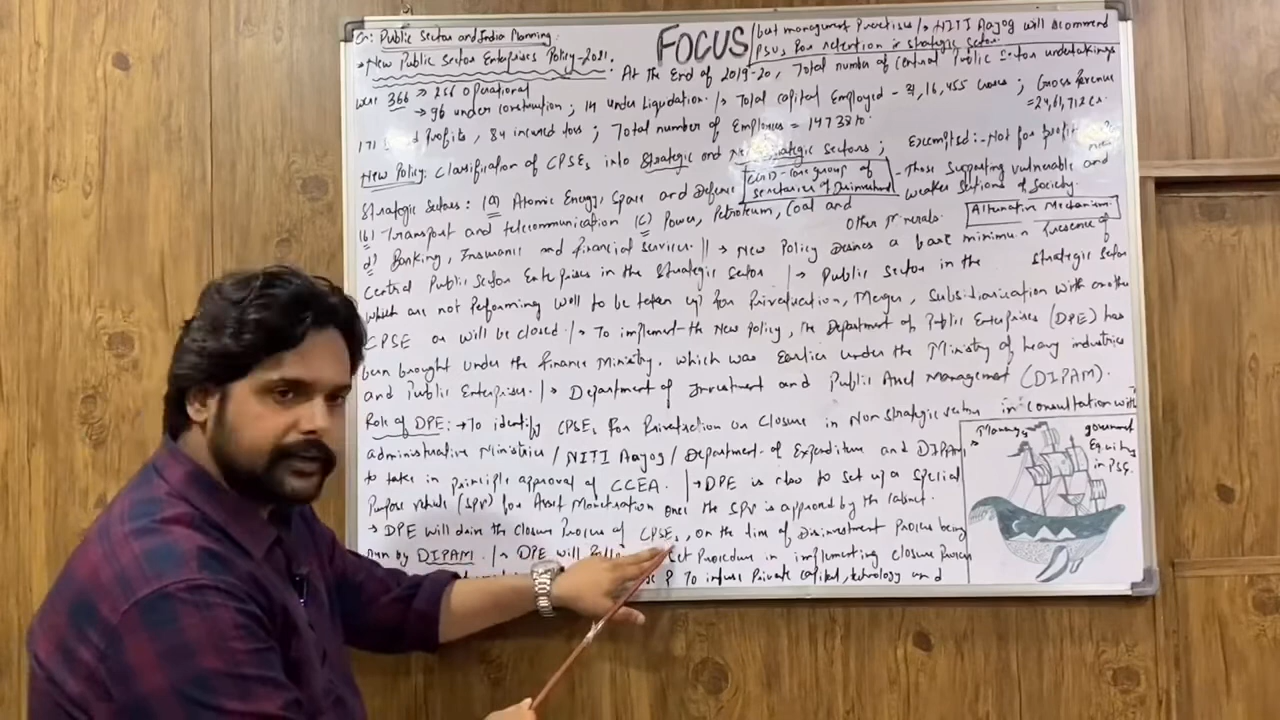 Ch: Public Sector and India Planning
FOCUS
best management Practises / NITI Aayog will recommend
PSUs for retention in strategic sector
New Public Sector Enterprises Policy-2021. At the End of 2019-20, Total number of Central Public Sector undertakings
were 366 → 256 operational
→ 96 under construction ; 14 under Liquidation. Total capital Employed - 31,16,455 crores ; Gross Revenue = 24,61,712 Cr.
171 Profits, 84 incurred loss ; Total number of Employees = 1473810.
New Policy: Classification of CPSEs into Strategic and Strategic sectors ; Exempted:- Not for profit
Strategic Sectors: (a) Atomic Energy, Space and Defence
Core group of secretaries of Disinvestment
- Those supporting vulnerable and weaker sections of society.
(b) Transport and telecommunication (c) Power, Petroleum, Coal and other minerals.
Alternative Mechanism
d) Banking, Insurance and financial services. || → New Policy Desires a bare minimum Presence of
Central Public Sector Enterprises in the strategic sector → Public sector in the strategic sector
which are not Performing well to be taken up for Privatization, Merger, Subsidiarisation with another
CPSE or will be closed. To implement the New Policy, the Department of Public Enterprises (DPE) has
been brought under the finance Ministry, which was Earlier under the Ministry of heavy industries
and Public Enterprises. → Department of Investment and Public Asset Management (DIPAM).
Role of DPE: → To identify CPSEs for Privatization or Closure in Non strategic sector in consultation with
administrative Ministries / NITI Aayog / Department of Expenditure and DIPAM
to take in principle approval of CCEA. → DPE is also to set up a Special
Purpose vehicle (SPV) for Asset Monetisation once the SPV is approved by the cabinet.
→ DPE will drive the Closure Process of CPSEs, on the line of Disinvestment Process being
run by DIPAM. DPE will Procedure in implementing closure Process
To infuse Private capital, technology and
government Equity in PSE.